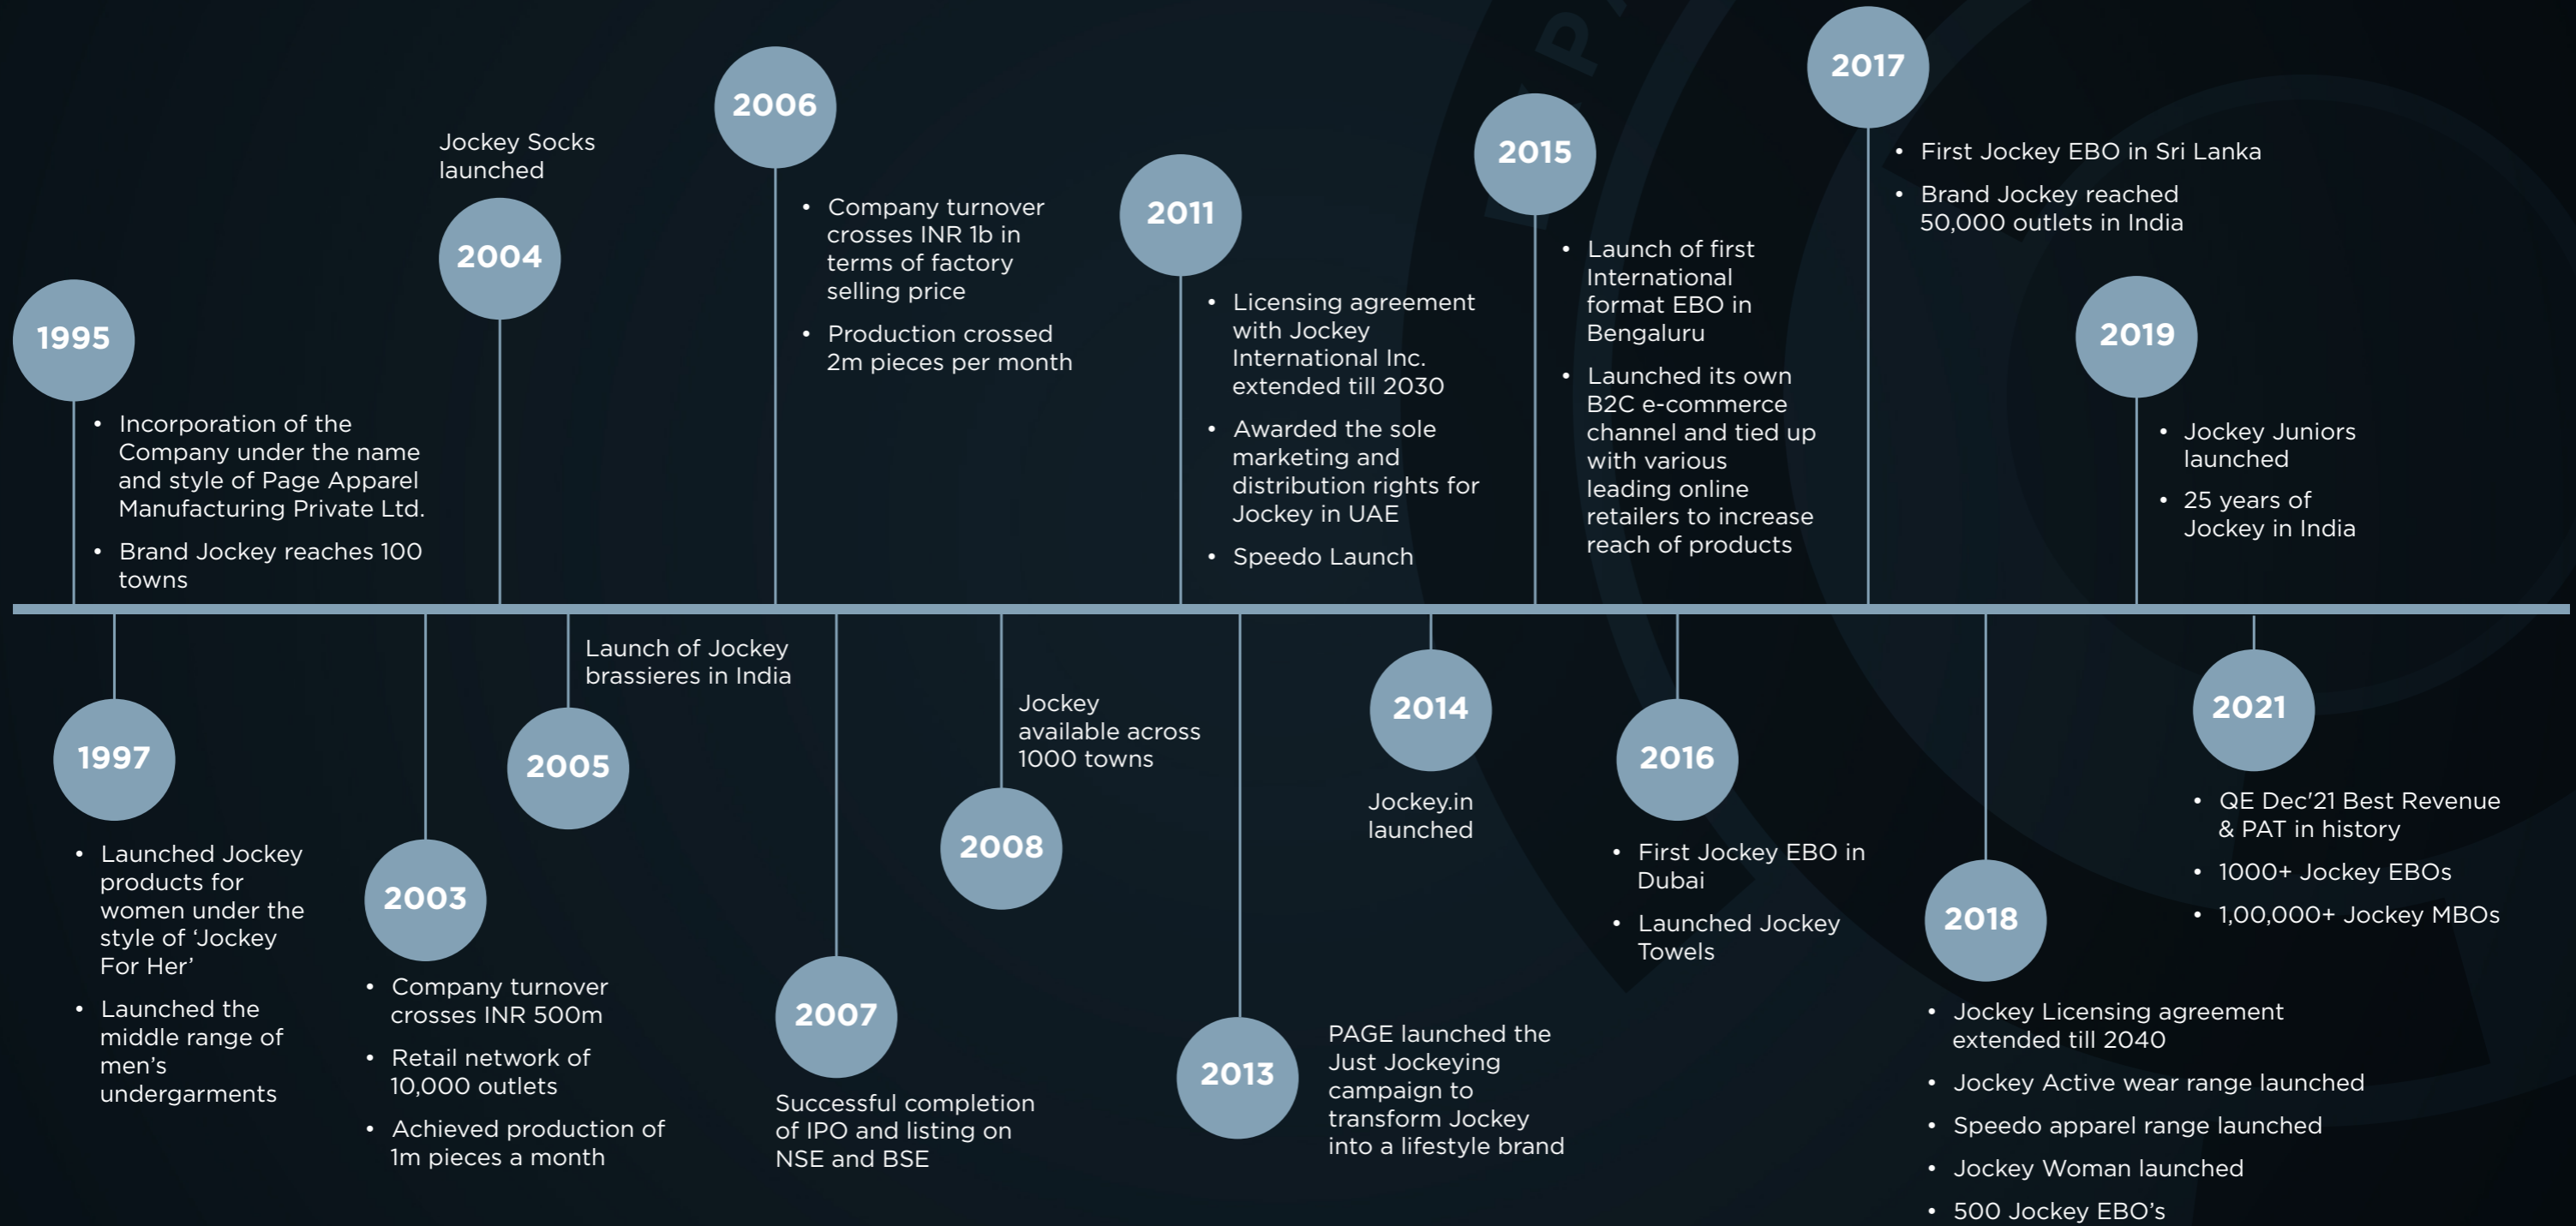 1995
• Incorporation of the
Company under the name
and style of Page Apparel
Manufacturing Private Ltd.
• Brand Jockey reaches 100
towns
1997
• Launched Jockey
products for
women under the
style of ‘Jockey
For Her’
• Launched the
middle range of
men’s
undergarments
2003
• Company turnover
crosses INR 500m
• Retail network of
10,000 outlets
• Achieved production of
1m pieces a month
Jockey Socks
launched
2004
Launch of Jockey
brassieres in India
2005
2006
• Company turnover
crosses INR 1b in
terms of factory
selling price
• Production crossed
2m pieces per month
2007
Successful completion
of IPO and listing on
NSE and BSE
Jockey
available across
1000 towns
2008
2011
• Licensing agreement
with Jockey
International Inc.
extended till 2030
• Awarded the sole
marketing and
distribution rights for
Jockey in UAE
• Speedo Launch
2013
PAGE launched the
Just Jockeying
campaign to
transform Jockey
into a lifestyle brand
2014
Jockey.in
launched
2015
• Launch of first
International
format EBO in
Bengaluru
• Launched its own
B2C e-commerce
channel and tied up
with various
leading online
retailers to increase
reach of products
2016
• First Jockey EBO in
Dubai
• Launched Jockey
Towels
2017
• First Jockey EBO in Sri Lanka
• Brand Jockey reached
50,000 outlets in India
2018
• Jockey Licensing agreement
extended till 2040
• Jockey Active wear range launched
• Speedo apparel range launched
• Jockey Woman launched
• 500 Jockey EBO’s
2019
• Jockey Juniors
launched
• 25 years of
Jockey in India
2021
• QE Dec'21 Best Revenue
& PAT in history
• 1000+ Jockey EBOs
• 1,00,000+ Jockey MBOs